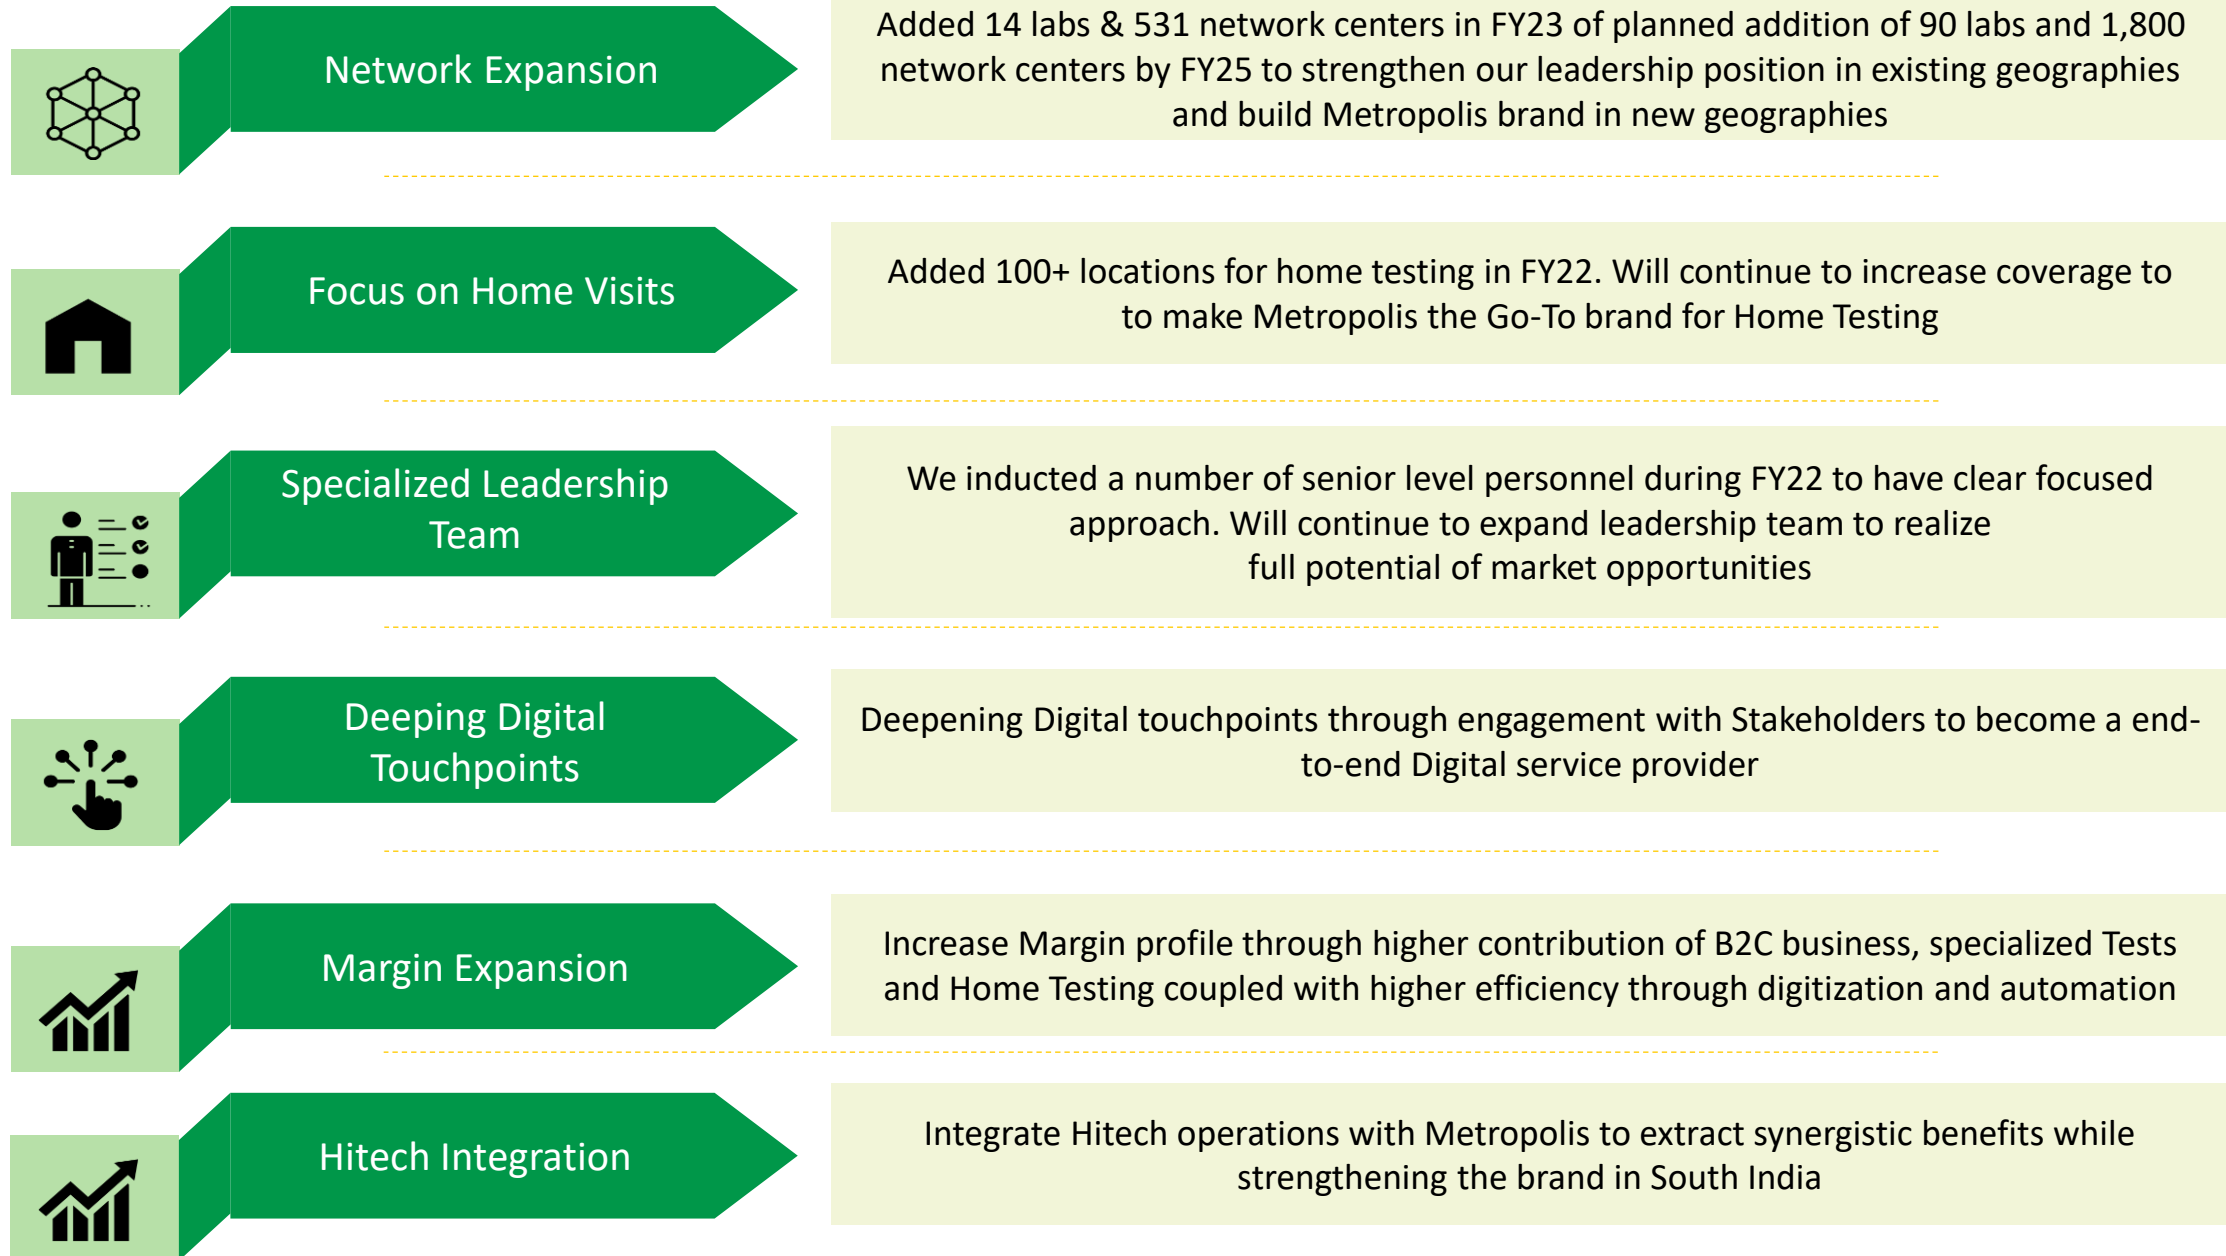 Network Expansion
Added 14 labs & 531 network centers in FY23 of planned addition of 90 labs and 1,800
network centers by FY25 to strengthen our leadership position in existing geographies
and build Metropolis brand in new geographies
Focus on Home Visits
Added 100+ locations for home testing in FY22. Will continue to increase coverage to
to make Metropolis the Go-To brand for Home Testing
Specialized Leadership
Team
We inducted a number of senior level personnel during FY22 to have clear focused
approach. Will continue to expand leadership team to realize
full potential of market opportunities
Deeping Digital
Touchpoints
Deepening Digital touchpoints through engagement with Stakeholders to become a end-
to-end Digital service provider
Margin Expansion
Increase Margin profile through higher contribution of B2C business, specialized Tests
and Home Testing coupled with higher efficiency through digitization and automation
Hitech Integration
Integrate Hitech operations with Metropolis to extract synergistic benefits while
strengthening the brand in South India